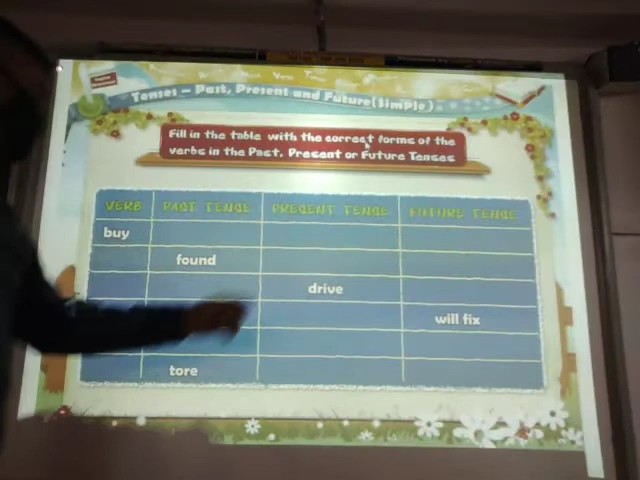 Tenses - Past, Present and Future(Simple)
Fill in the table with the correct forms of the
verbs in the Past, Present or Future Tenses
VERB PAST TENSE PRESENT TENSE FUTURE TENSE
buy
found
drive
will fix
tore